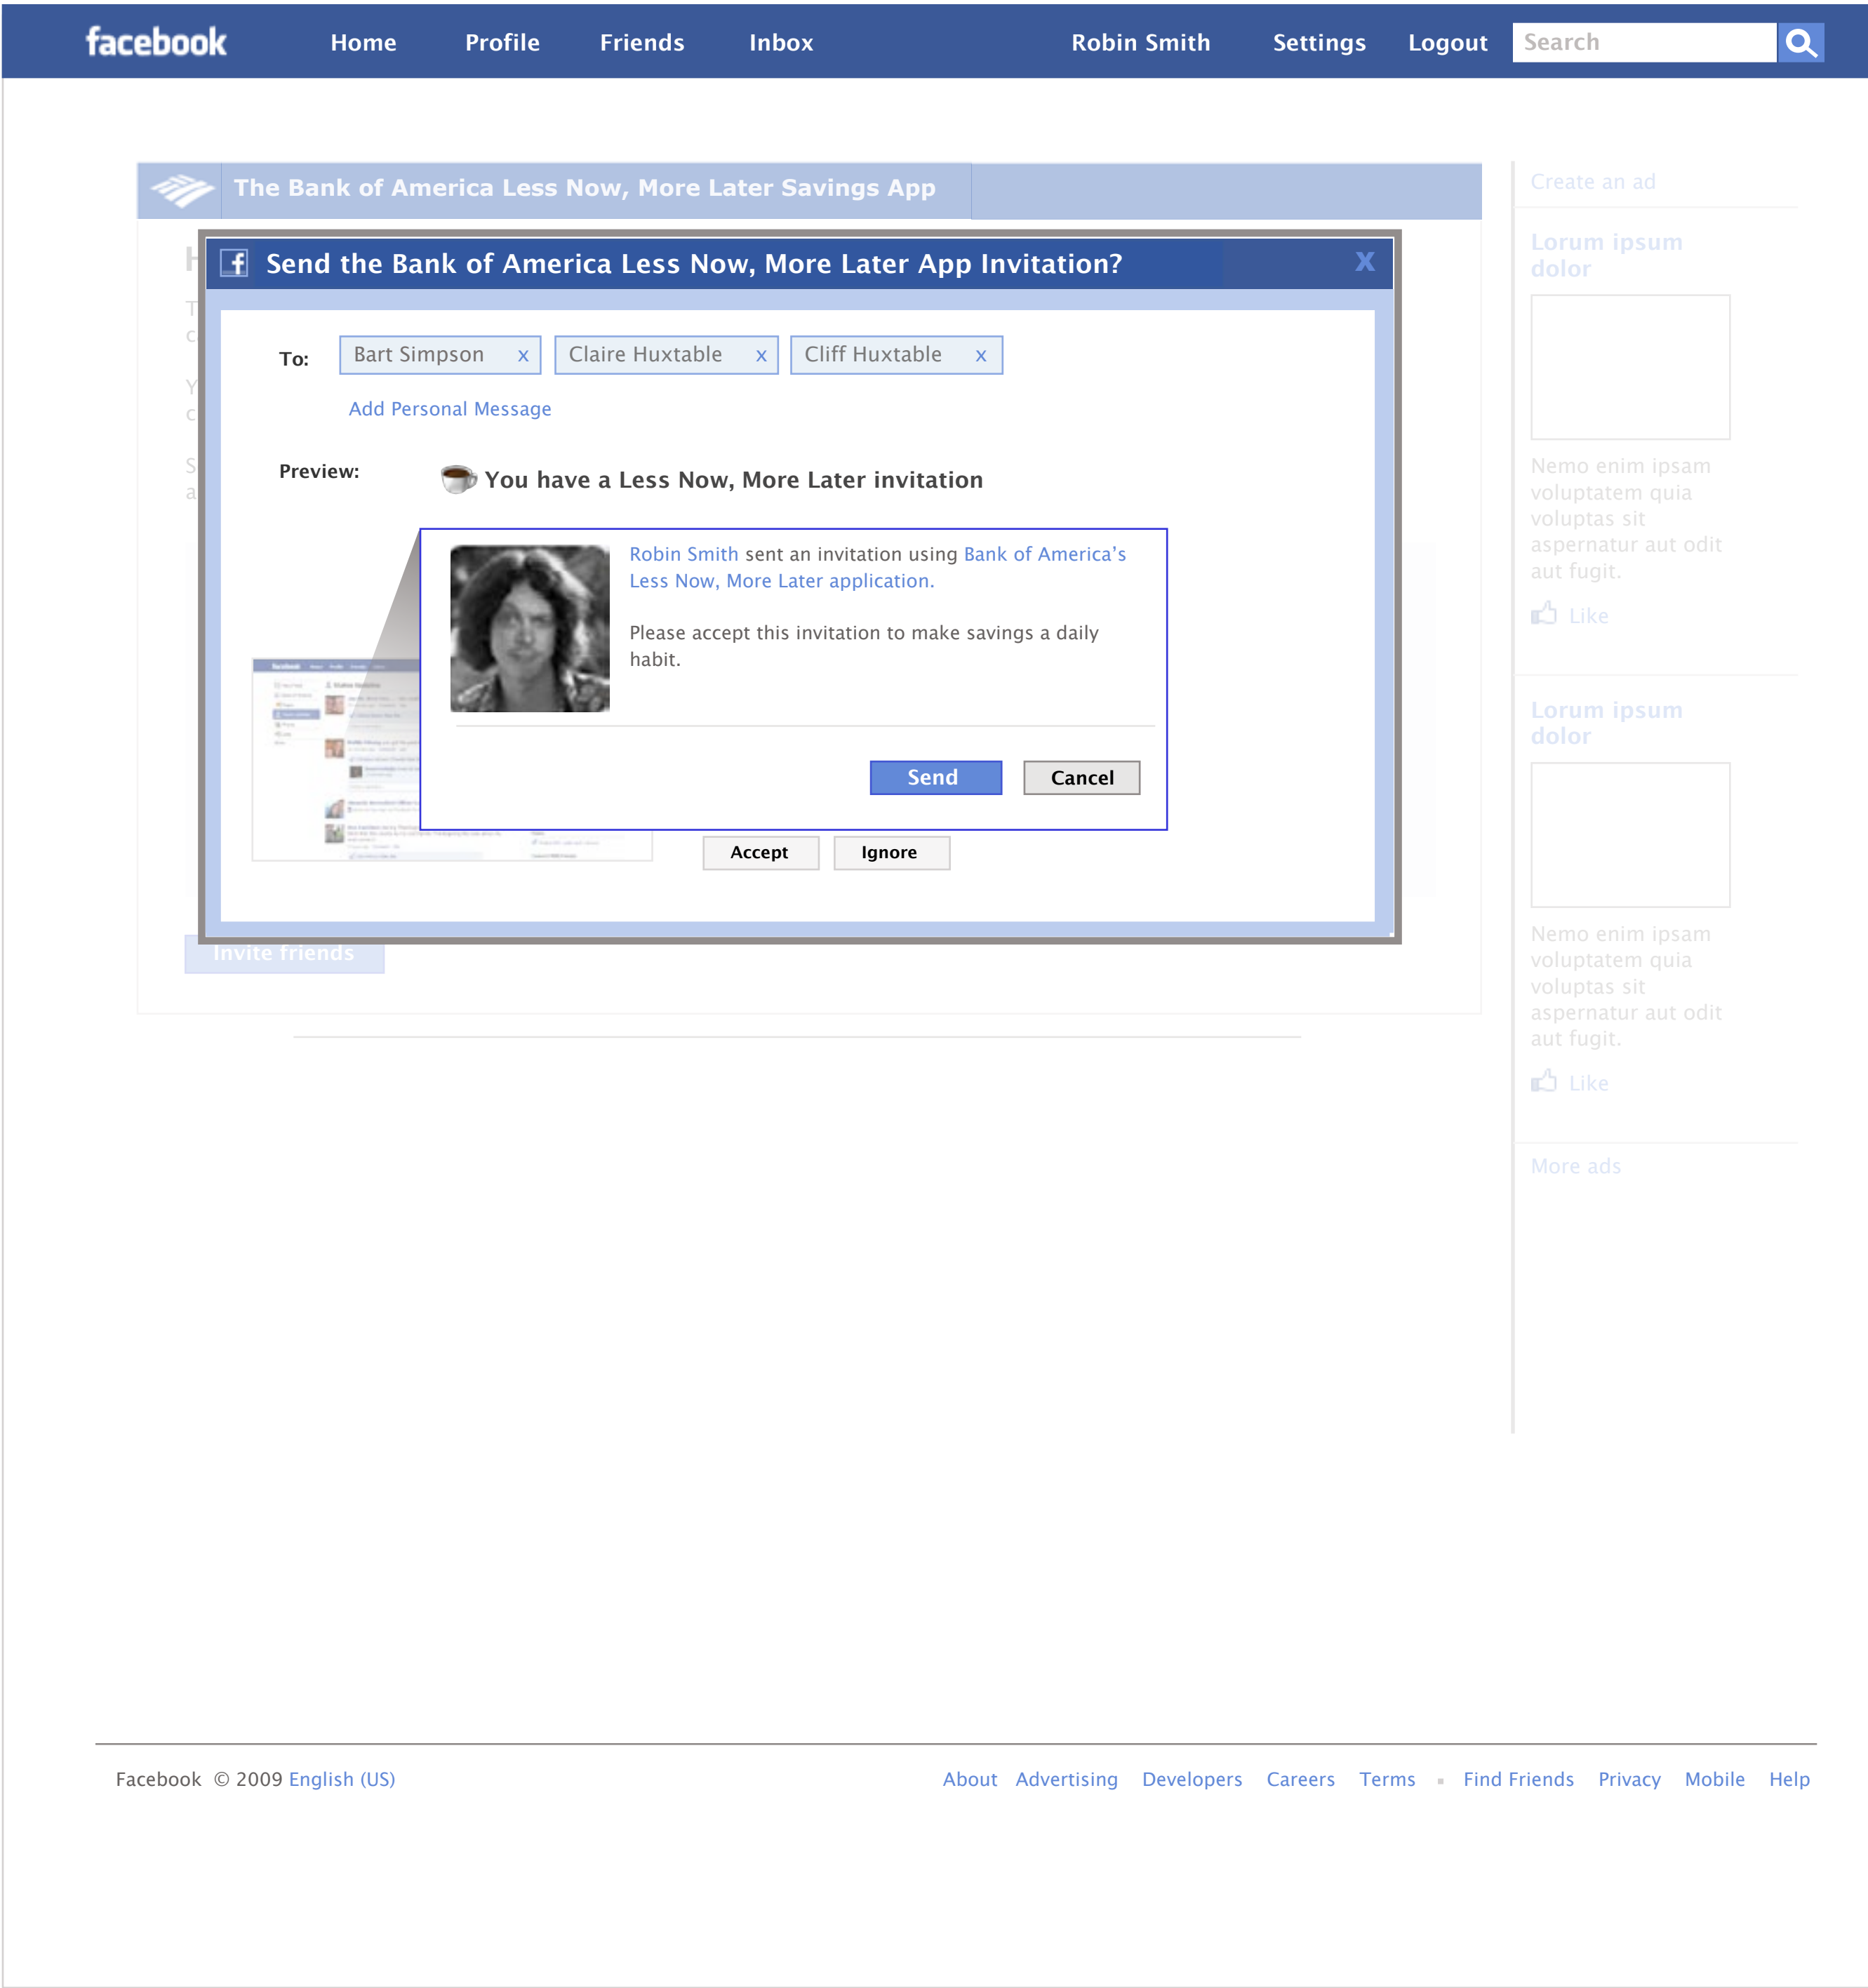 facebook Home Profile Friends Inbox Robin Smith Settings Logout Search
The Bank of America Less Now, More Later Savings App
Send the Bank of America Less Now, More Later App Invitation? X
To: Bart Simpson x Claire Huxtable x Cliff Huxtable x
Add Personal Message
Preview: You have a Less Now, More Later invitation
Robin Smith sent an invitation using Bank of America’s
Less Now, More Later application.
Please accept this invitation to make savings a daily
habit.
Send Cancel
facebook
Accept Ignore
Invite friends
Create an ad
Lorum ipsum
dolor
Nemo enim ipsam
voluptatem quia
voluptas sit
aspernatur aut odit
aut fugit.
Like
Lorum ipsum
dolor
Nemo enim ipsam
voluptatem quia
voluptas sit
aspernatur aut odit
aut fugit.
Like
More ads
Facebook © 2009 English (US) About Advertising Developers Careers Terms ▪ Find Friends Privacy Mobile Help